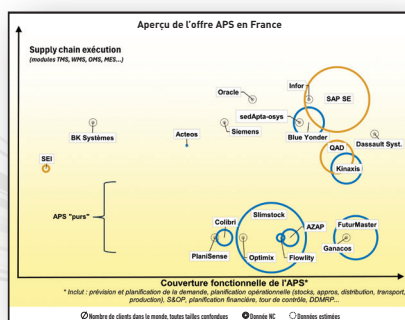 Aperçu de l'offre APS en France
Supply chain exécution
(modules TMS, WMS, OMS, MES...)
Oracle
Infor
SAP SE
sedApta-osys
BK Systèmes
Acteos
Siemens
Blue Yonder
Dassault Syst.
SEI
QAD
Kinaxis
APS "purs"
Colibri
Slimstock
AZAP
FuturMaster
PlaniSense
Optimix
Flowlity
Ganacos
Couverture fonctionnelle de l'APS*
* Inclut : prévision et planification de la demande, planification opérationnelle (stocks, appros, distribution, transport,
production), S&OP, planification financière, tour de contrôle, DDMRP...
Nombre de clients dans le monde, toutes tailles confondues
Donnée NC
Données estimées